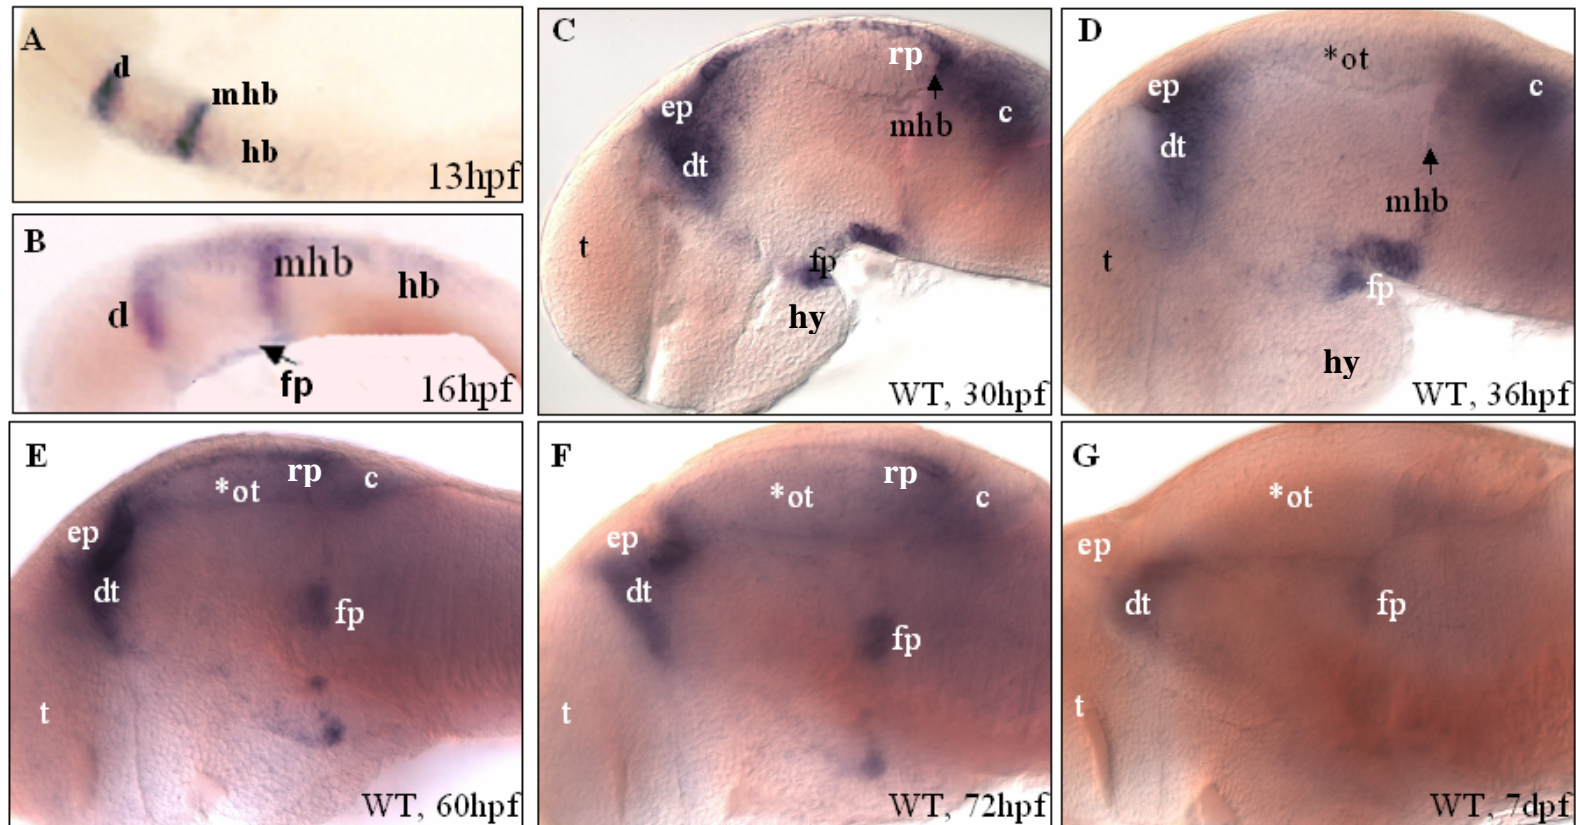 A
d
mhb
hb
13hpf
B
mhb
hb
d
fp
16hpf
C
rp
ep
mhb
c
dt
t
fp
hy
WT, 30hpf
D
*ot
ep
c
dt
mhb
t
fp
hy
WT, 36hpf
E
rp
c
*ot
ep
dt
fp
t
WT, 60hpf
F
rp
*ot
c
ep
dt
fp
t
WT, 72hpf
G
*ot
ep
dt
fp
t
WT, 7dpf